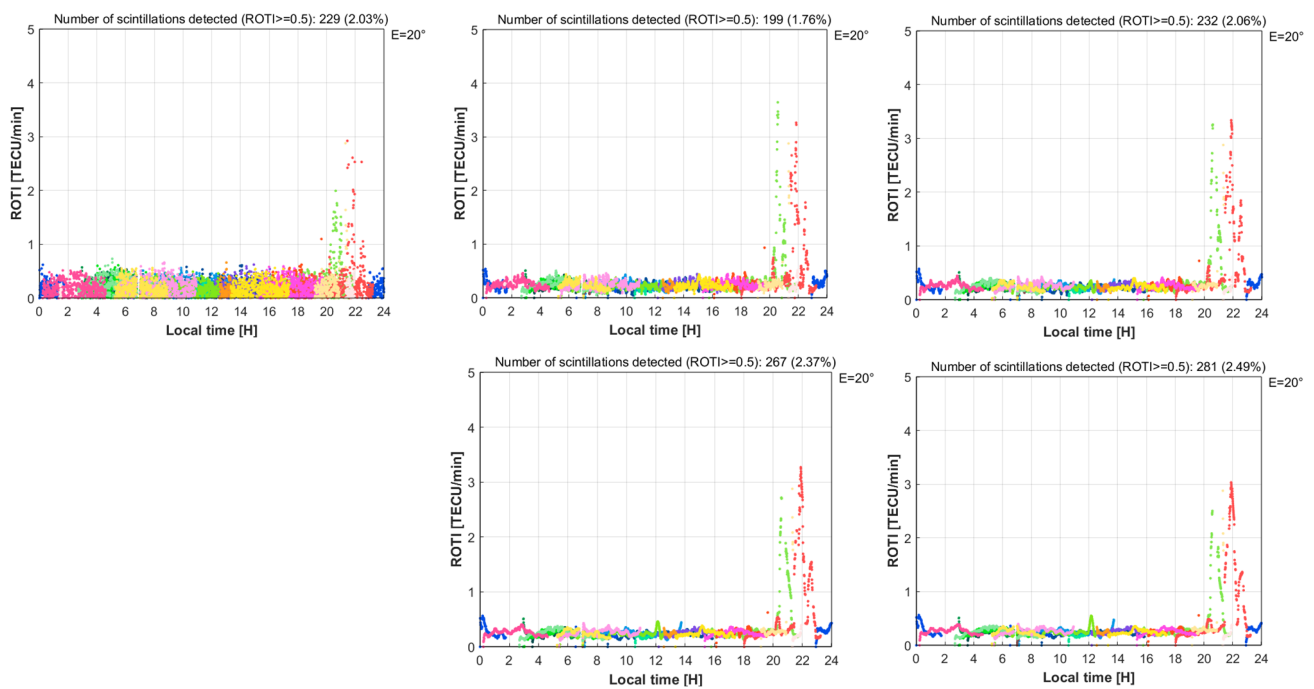 Number of scintillations detected (ROTI>=0.5): 229 (2.03%)
E=20°
5
4
3
2
1
0
ROTI [TECU/min]
0 2 4 6 8 10 12 14 16 18 20 22 24
Local time [H]
Number of scintillations detected (ROTI>=0.5): 199 (1.76%)
E=20°
5
4
3
2
1
0
ROTI [TECU/min]
0 2 4 6 8 10 12 14 16 18 20 22 24
Local time [H]
Number of scintillations detected (ROTI>=0.5): 232 (2.06%)
E=20°
5
4
3
2
1
0
ROTI [TECU/min]
0 2 4 6 8 10 12 14 16 18 20 22 24
Local time [H]
Number of scintillations detected (ROTI>=0.5): 267 (2.37%)
E=20°
5
4
3
2
1
0
ROTI [TECU/min]
0 2 4 6 8 10 12 14 16 18 20 22 24
Local time [H]
Number of scintillations detected (ROTI>=0.5): 281 (2.49%)
E=20°
5
4
3
2
1
0
ROTI [TECU/min]
0 2 4 6 8 10 12 14 16 18 20 22 24
Local time [H]